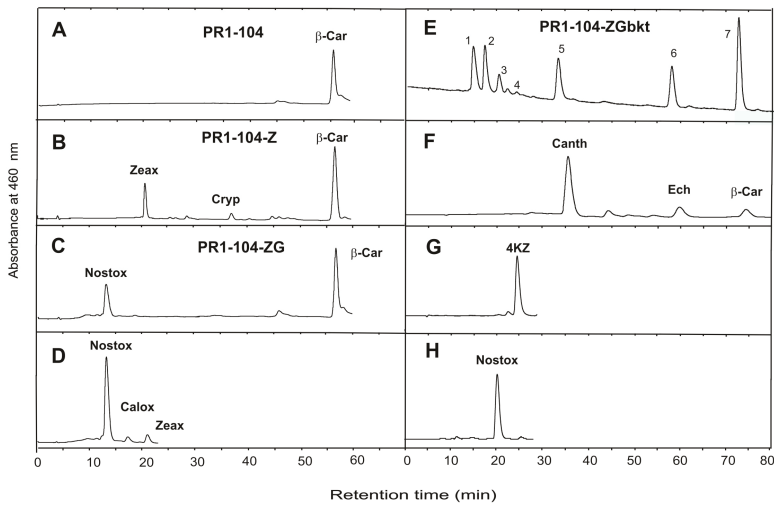 A
PR1-104
β-Car
B
PR1-104-Z
β-Car
Zeax
Cryp
C
PR1-104-ZG
β-Car
Nostox
D
Nostox
Calox
Zeax
0 10 20 30 40 50 60
E
PR1-104-ZGbkt
1 2 3 4 5 6 7
F
Canth
Ech
β-Car
G
4KZ
H
Nostox
0 10 20 30 40 50 60 70 80
Absorbance at 460 nm
Retention time (min)